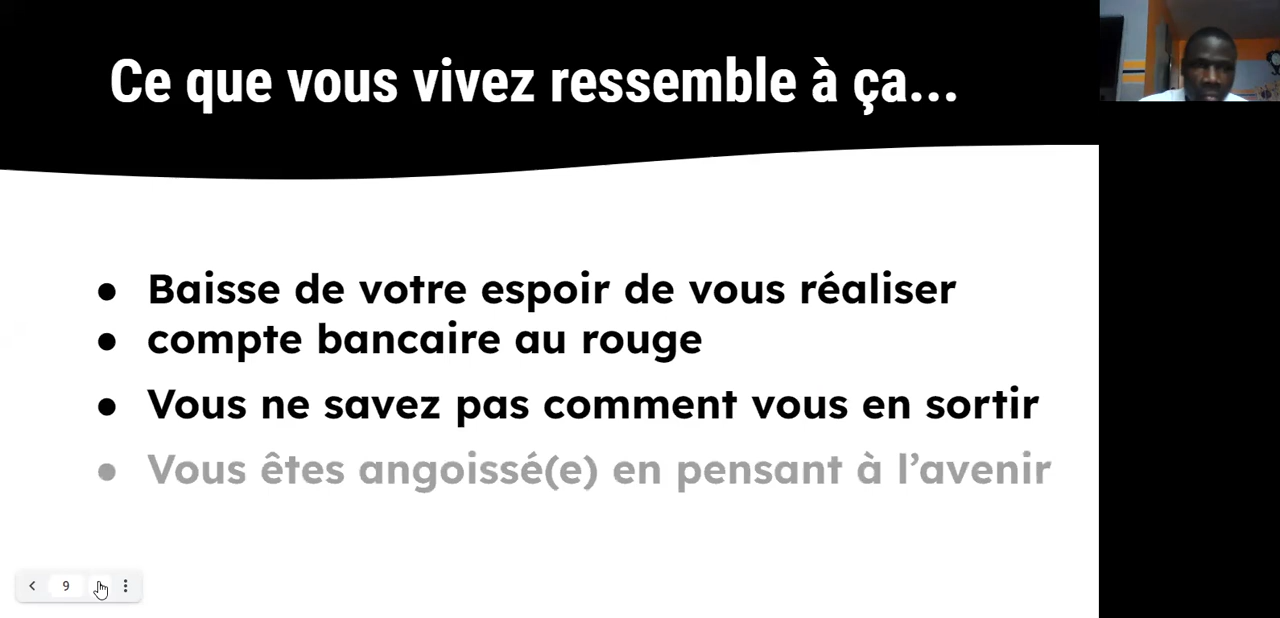 Ce que vous vivez ressemble à ça...
● Baisse de votre espoir de vous réaliser
● compte bancaire au rouge
● Vous ne savez pas comment vous en sortir
● Vous êtes angoissé(e) en pensant à l’avenir
9